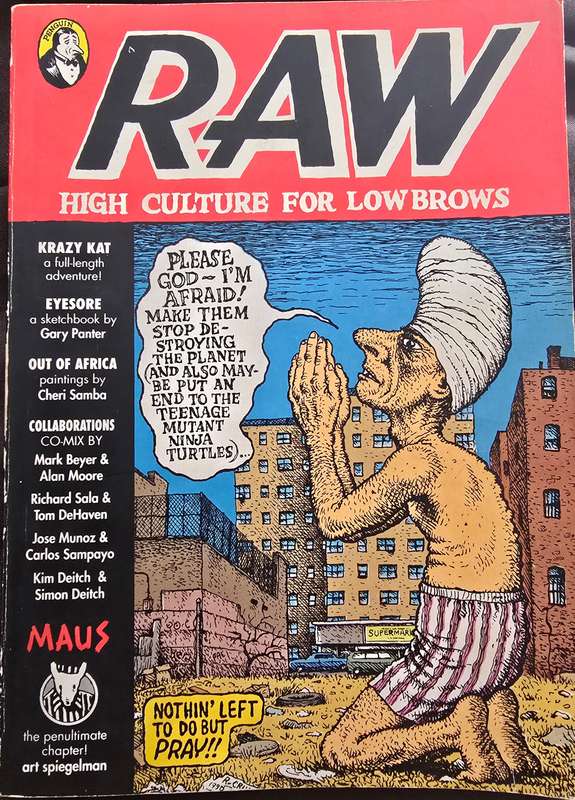 PENGUIN
RAW
HIGH CULTURE FOR LOWBROWS
KRAZY KAT
a full-length
adventure!
EYESORE
a sketchbook by
Gary Panter
OUT OF AFRICA
paintings by
Cheri Samba
COLLABORATIONS
CO-MIX BY
Mark Beyer &
Alan Moore
Richard Sala &
Tom DeHaven
Jose Munoz &
Carlos Sampayo
Kim Deitch &
Simon Deitch
MAUS
the penultimate
chapter!
art spiegelman
PLEASE
GOD~I'M
AFRAID!
MAKE THEM
STOP DE-
STROYING
THE PLANET
(AND ALSO MAY-
BE PUT AN
END TO THE
TEENAGE
MUTANT
NINJA
TURTLES)...
SUPERMARK
NOTHIN' LEFT
TO DO BUT
PRAY!!